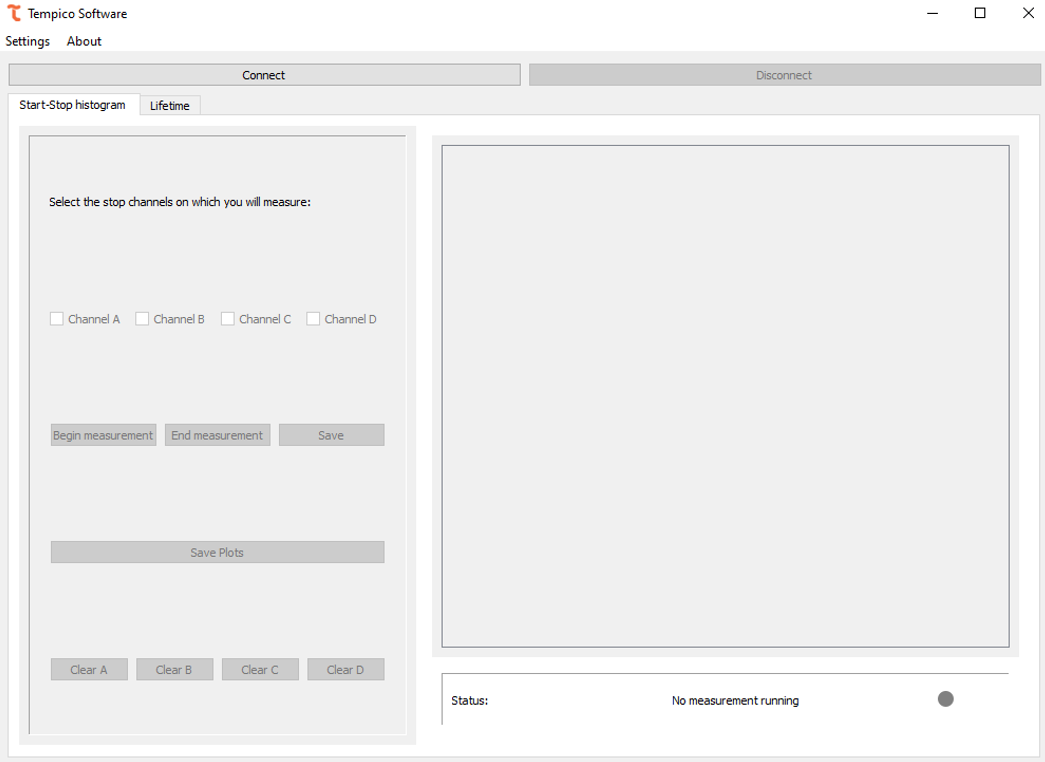 Tempico Software
Settings About
Connect Disconnect
Start-Stop histogram Lifetime
Select the stop channels on which you will measure:
Channel A Channel B Channel C Channel D
Begin measurement End measurement Save
Save Plots
Clear A Clear B Clear C Clear D
Status: No measurement running